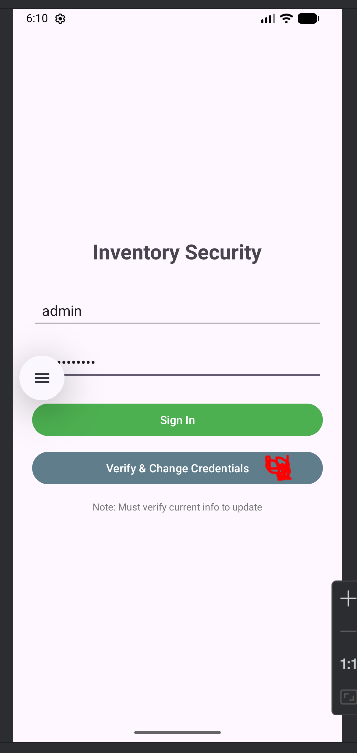 6:10
Inventory Security
admin
••••••••
Sign In
Verify & Change Credentials
Note: Must verify current info to update
1:1